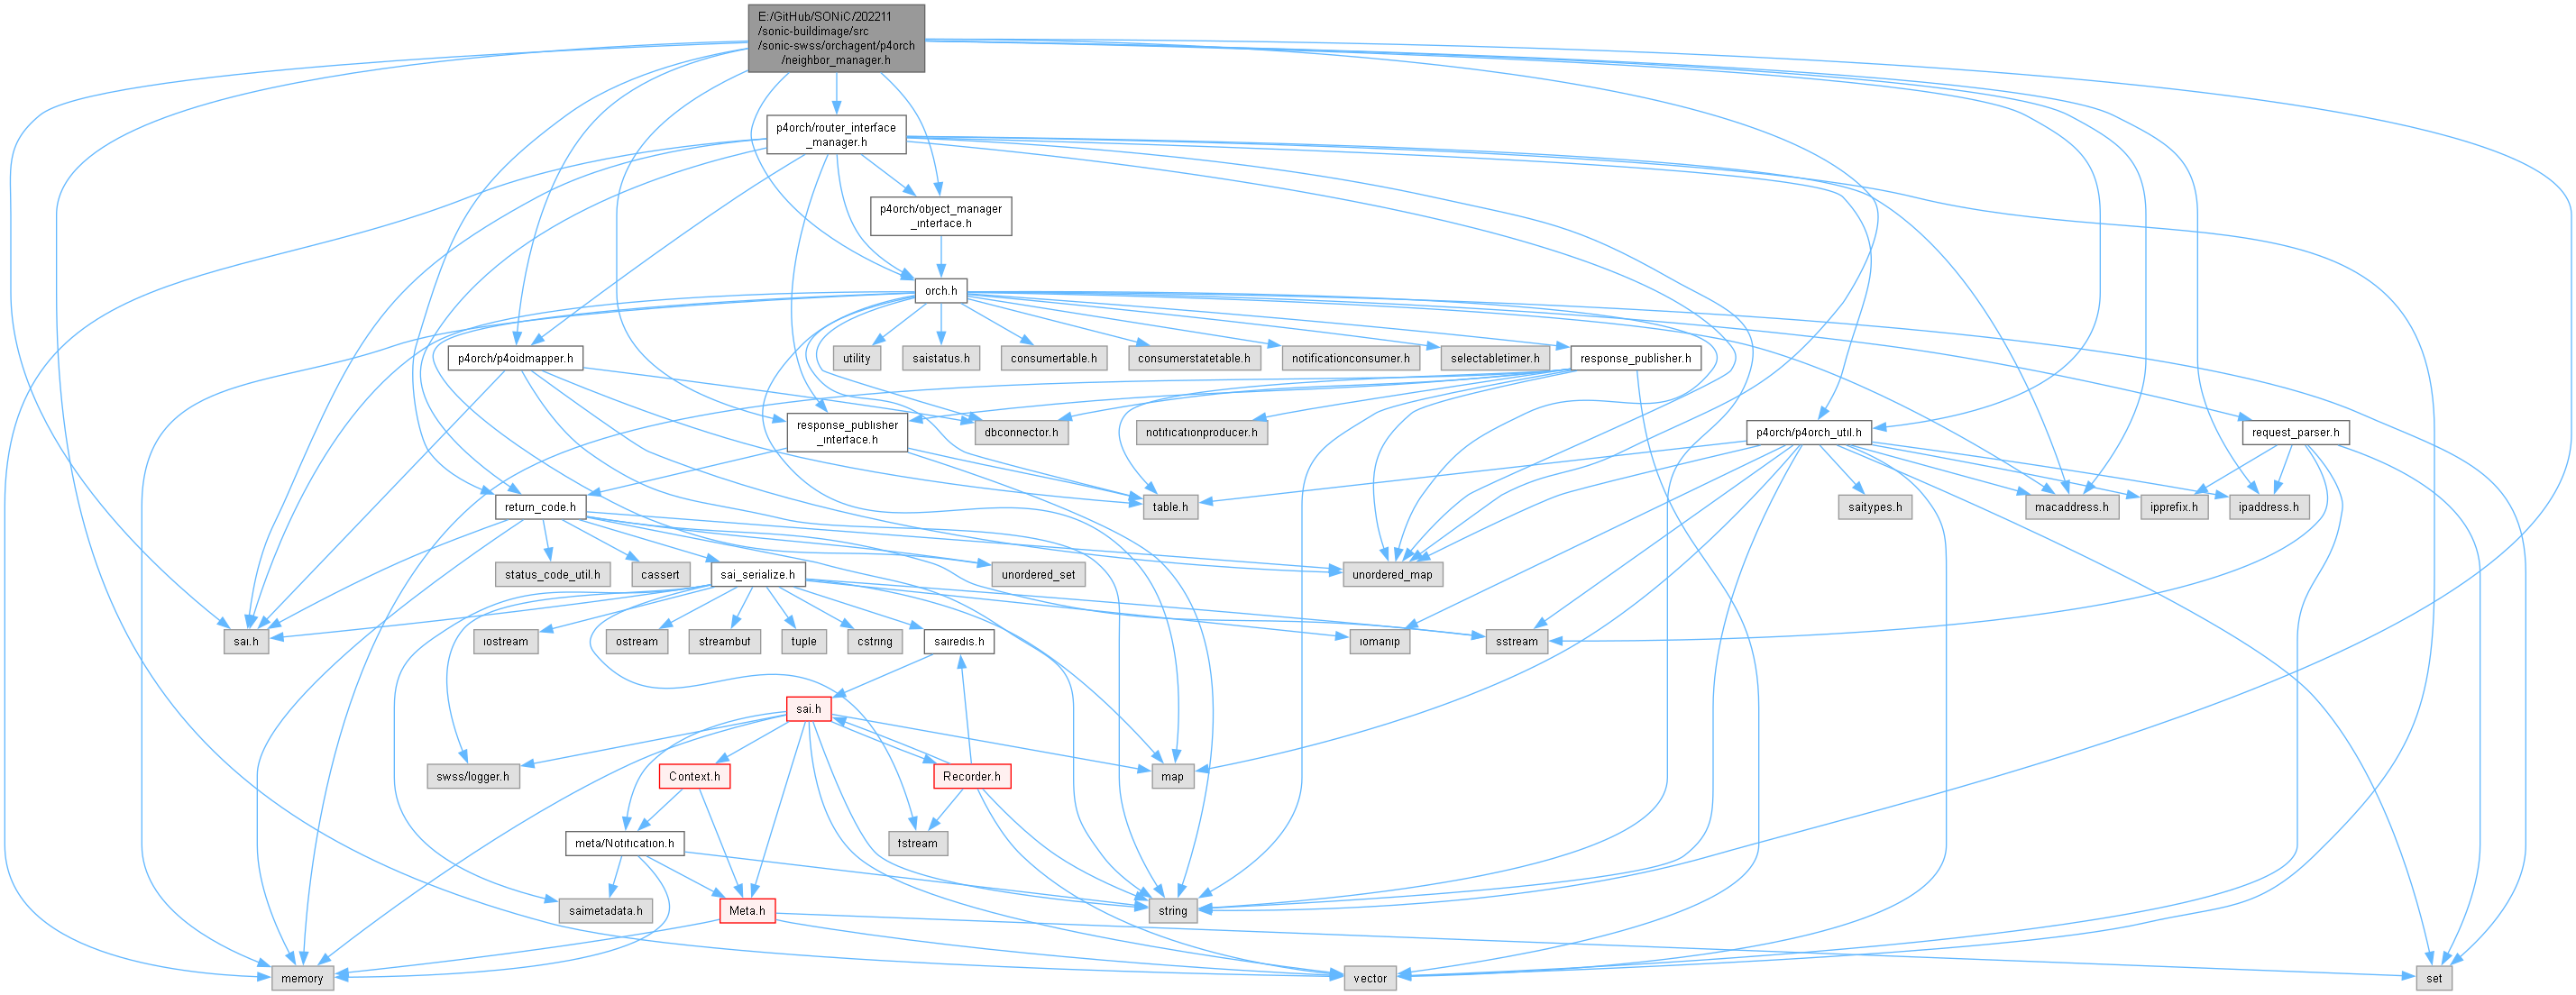 E:/GitHub/SONiC/202211
/sonic-buildimage/src
/sonic-swss/orchagent/p4orch
/neighbor_manager.h
p4orch/router_interface
_manager.h
p4orch/object_manager
_interface.h
orch.h
p4orch/p4oidmapper.h
utility
saistatus.h
consumertable.h
consumerstatetable.h
notificationconsumer.h
selectabletimer.h
response_publisher.h
response_publisher
_interface.h
dbconnector.h
notificationproducer.h
p4orch/p4orch_util.h
request_parser.h
return_code.h
table.h
saitypes.h
macaddress.h
ipprefix.h
ipaddress.h
status_code_util.h
cassert
sai_serialize.h
unordered_set
unordered_map
sai.h
iostream
ostream
streambuf
tuple
cstring
sairedis.h
iomanip
sstream
sai.h
swss/logger.h
Context.h
Recorder.h
map
meta/Notification.h
fstream
saimetadata.h
Meta.h
string
memory
vector
set